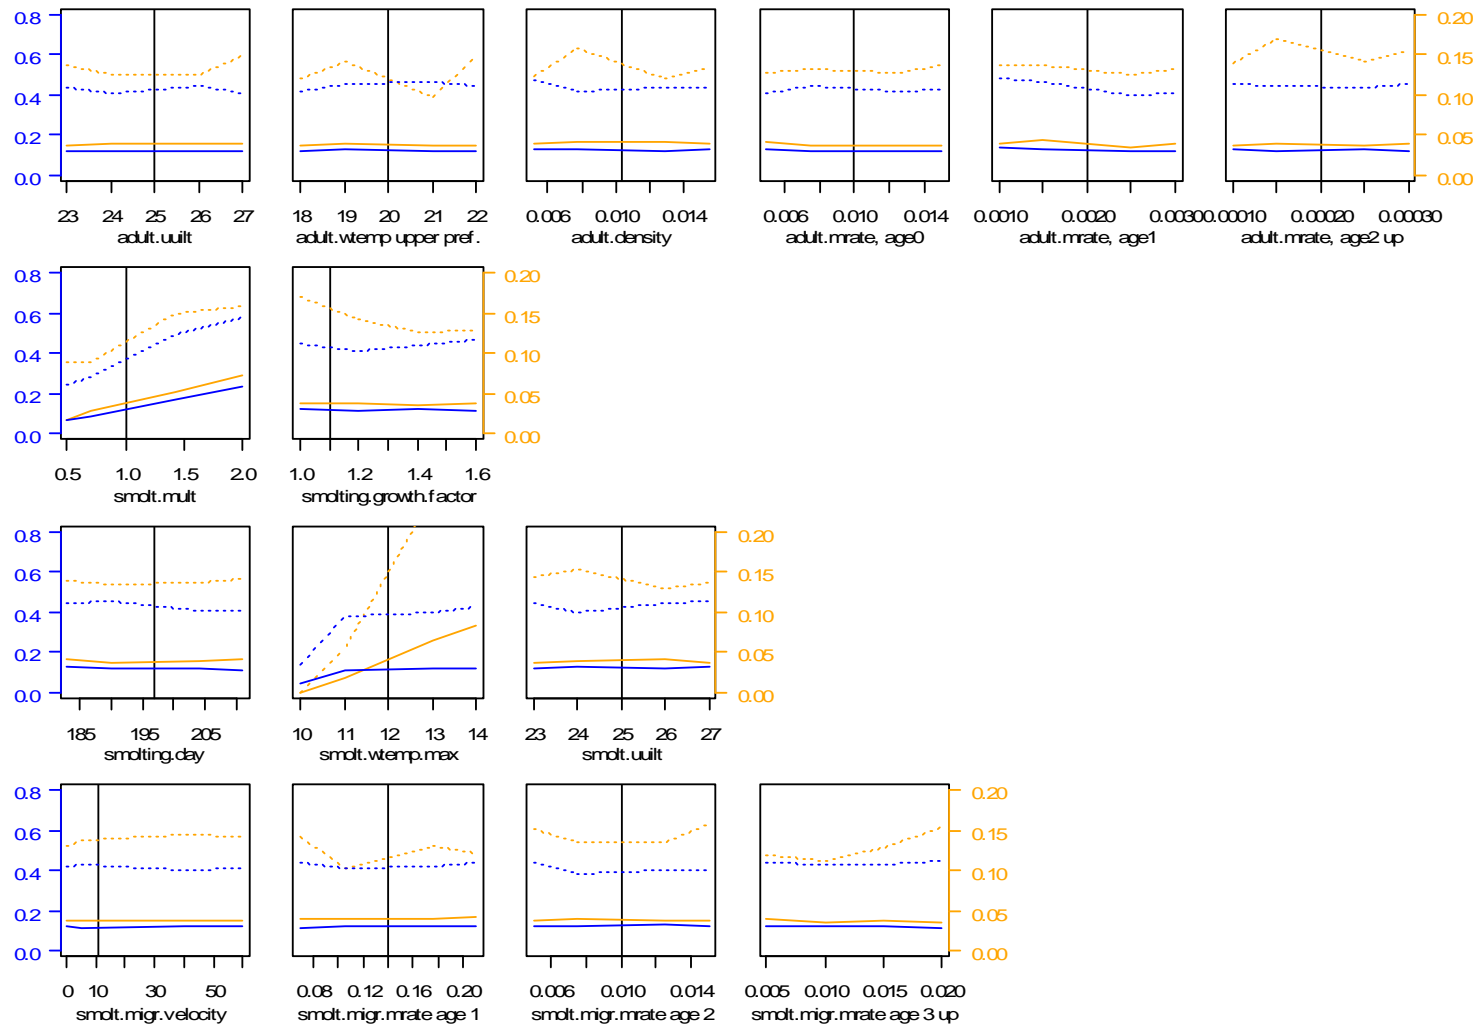 0.8 0.6 0.4 0.2 0.0
0.20 0.15 0.10 0.05 0.00
23 24 25 26 27
adult.uuilt
18 19 20 21 22
adult.wtemp upper pref.
0.006 0.010 0.014
adult.density
0.006 0.010 0.014
adult.mrate, age0
0.0010 0.0020 0.0030
adult.mrate, age1
0.00010 0.00020 0.00030
adult.mrate, age2 up
0.8 0.6 0.4 0.2 0.0
0.20 0.15 0.10 0.05 0.00
0.5 1.0 1.5 2.0
smolt.mult
1.0 1.2 1.4 1.6
smolting.growth.factor
0.8 0.6 0.4 0.2 0.0
0.20 0.15 0.10 0.05 0.00
185 195 205
smolting.day
10 11 12 13 14
smolt.wtemp.max
23 24 25 26 27
smolt.uuilt
0.8 0.6 0.4 0.2 0.0
0.20 0.15 0.10 0.05 0.00
0 10 30 50
smolt.migr.velocity
0.08 0.12 0.16 0.20
smolt.migr.mrate age 1
0.006 0.010 0.014
smolt.migr.mrate age 2
0.005 0.010 0.015 0.020
smolt.migr.mrate age 3 up